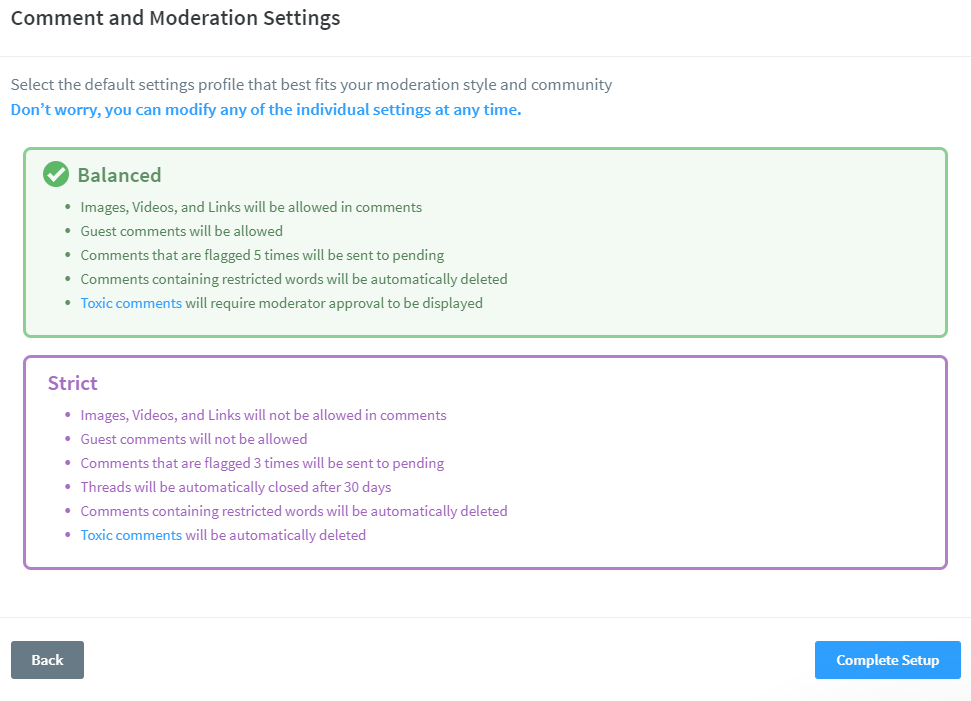 Comment and Moderation Settings
Select the default settings profile that best fits your moderation style and community
Don’t worry, you can modify any of the individual settings at any time.
Balanced
• Images, Videos, and Links will be allowed in comments
• Guest comments will be allowed
• Comments that are flagged 5 times will be sent to pending
• Comments containing restricted words will be automatically deleted
• Toxic comments will require moderator approval to be displayed
Strict
• Images, Videos, and Links will not be allowed in comments
• Guest comments will not be allowed
• Comments that are flagged 3 times will be sent to pending
• Threads will be automatically closed after 30 days
• Comments containing restricted words will be automatically deleted
• Toxic comments will be automatically deleted
Back
Complete Setup